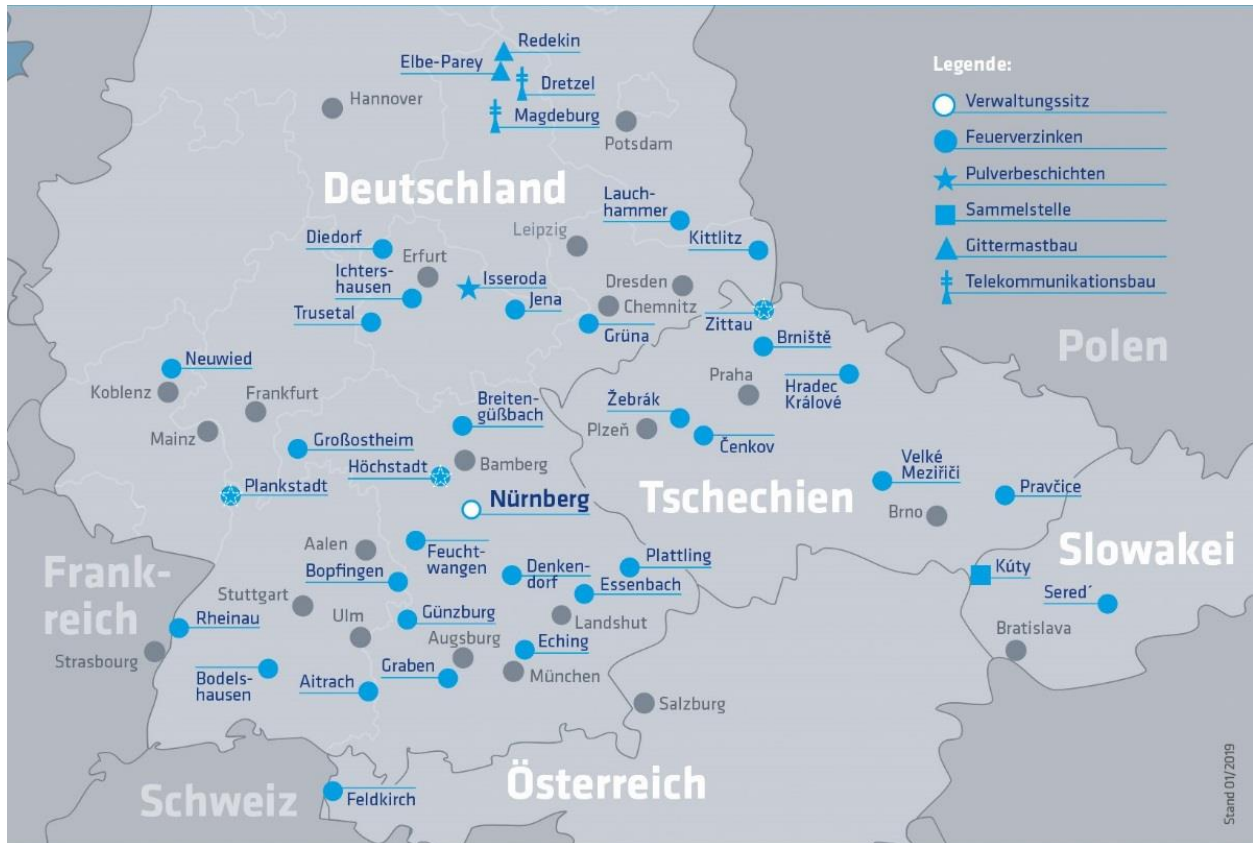 Redekin
Elbe-Parey
Dretzel
Hannover
Magdeburg
Potsdam
Legende:
Verwaltungssitz
Feuerverzinken
Pulverbeschichten
Sammelstelle
Gittermastbau
Telekommunikationsbau
Deutschland
Lauch-
hammer
Kittlitz
Leipzig
Diedorf
Erfurt
Ichters-
hausen
Isseroda
Jena
Trusetal
Dresden
Chemnitz
Grüna
Zittau
Brniště
Polen
Neuwied
Koblenz
Frankfurt
Mainz
Großostheim
Breiten-
güßbach
Praha
Hradec
Králové
Žebrák
Plzeň
Čenkov
Höchstadt
Bamberg
Plankstadt
Nürnberg
Tschechien
Velké
Meziřiči
Pravčice
Brno
Slowakei
Frank-
reich
Aalen
Bopfingen
Feucht-
wangen
Denken-
dorf
Plattling
Essenbach
Kúty
Sered´
Stuttgart
Ulm
Günzburg
Landshut
Rheinau
Augsburg
Eching
Bratislava
Strasbourg
Bodels-
hausen
Aitrach
Graben
München
Salzburg
Schweiz
Feldkirch
Österreich
Stand 01/2019